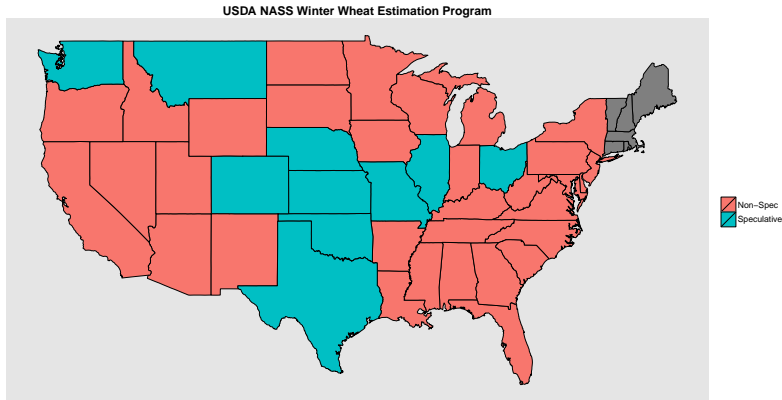 USDA NASS Winter Wheat Estimation Program
Non−Spec
Speculative